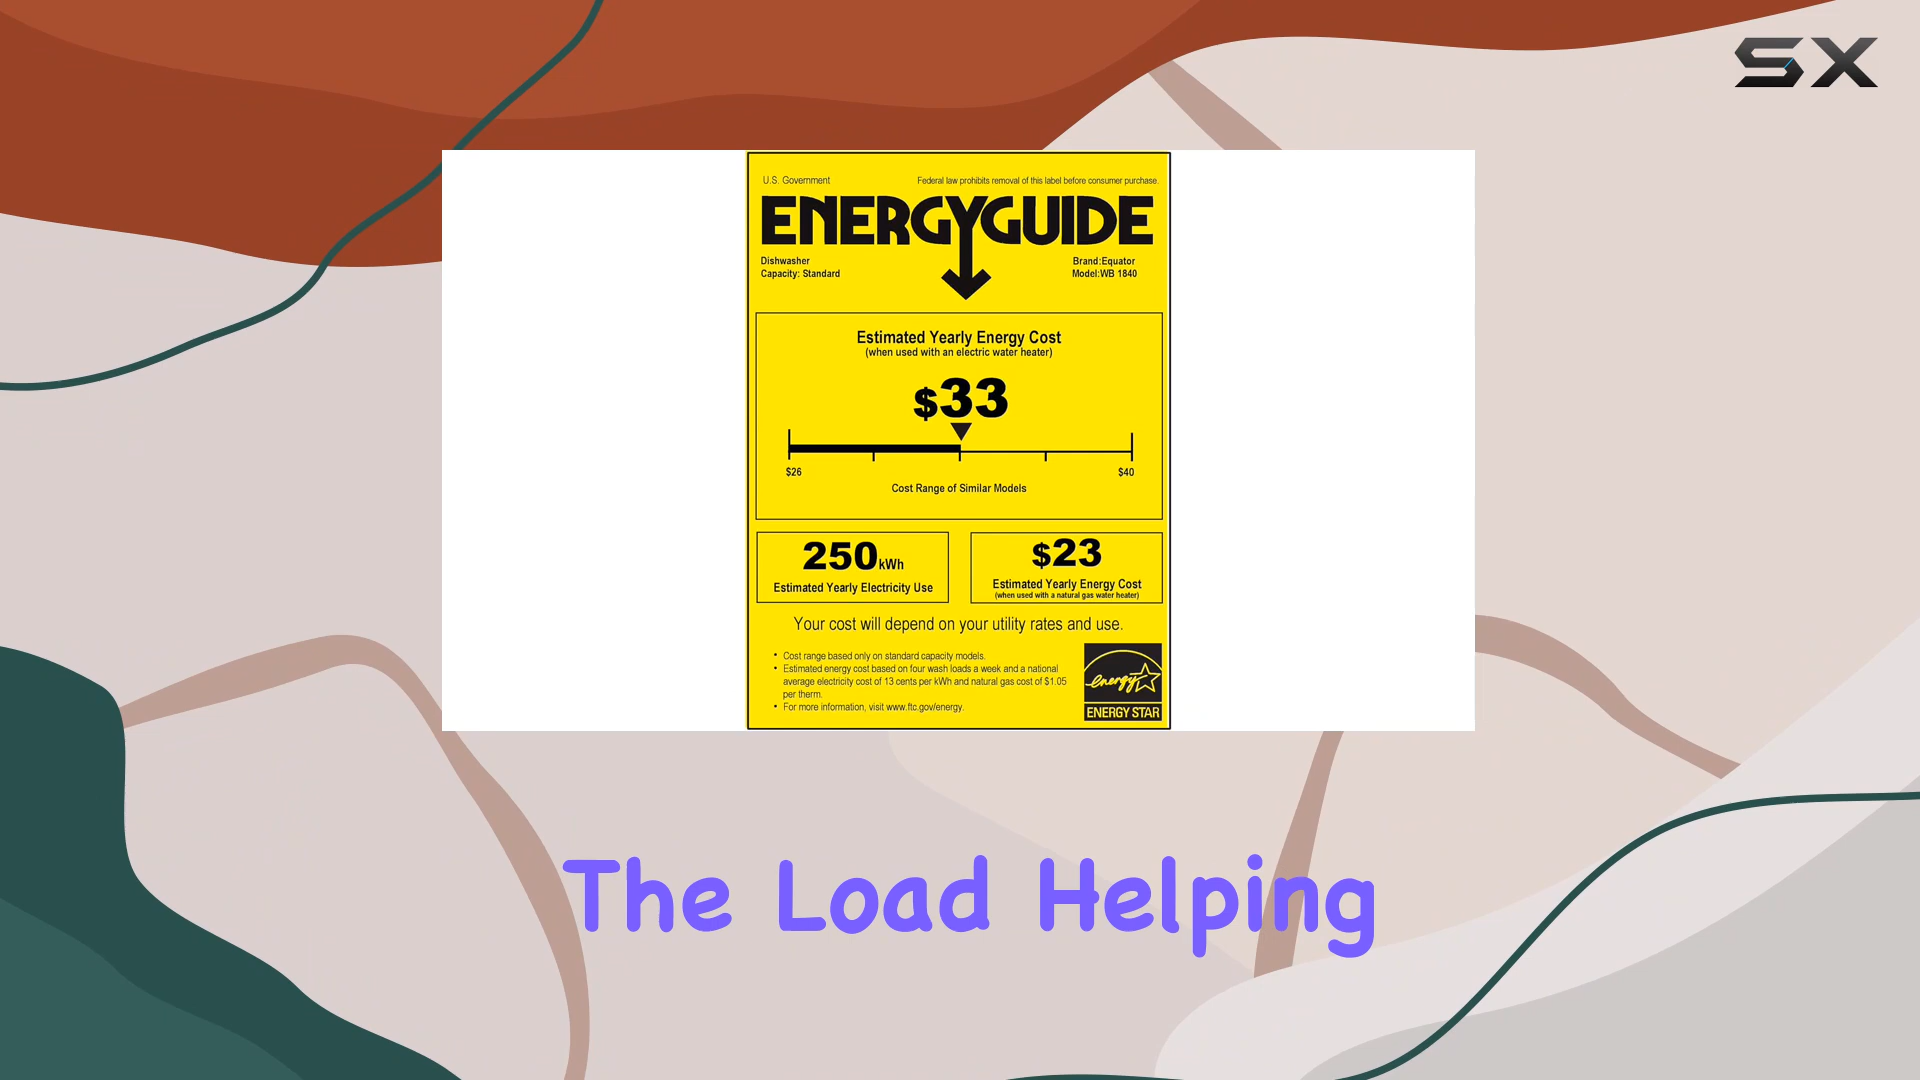 SX
U.S. Government
Federal law prohibits removal of this label before consumer purchase.
ENERGYGUIDE
Dishwasher
Capacity: Standard
Brand:Equator
Model:WB 1840
Estimated Yearly Energy Cost
(when used with an electric water heater)
$33
$26
$40
Cost Range of Similar Models
250kWh
Estimated Yearly Electricity Use
$23
Estimated Yearly Energy Cost
(when used with a natural gas water heater)
Your cost will depend on your utility rates and use.
• Cost range based only on standard capacity models.
• Estimated energy cost based on four wash loads a week and a national
average electricity cost of 13 cents per kWh and natural gas cost of $1.05
per therm.
• For more information, visit www.ftc.gov/energy.
energy
ENERGY STAR
The Load Helping